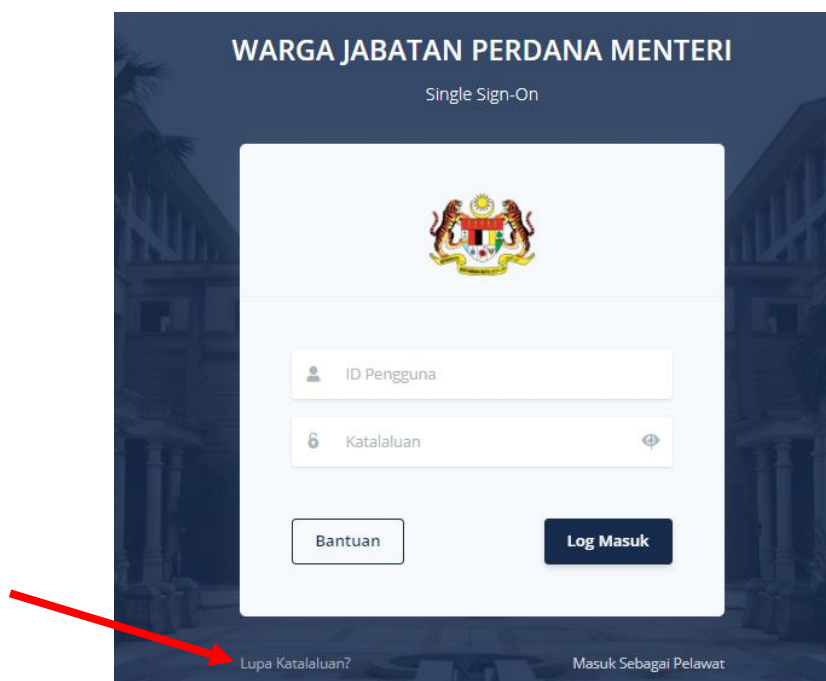 WARGA JABATAN PERDANA MENTERI
Single Sign-On
ID Pengguna
Katalaluan
Bantuan
Log Masuk
Lupa Katalaluan?
Masuk Sebagai Pelawat